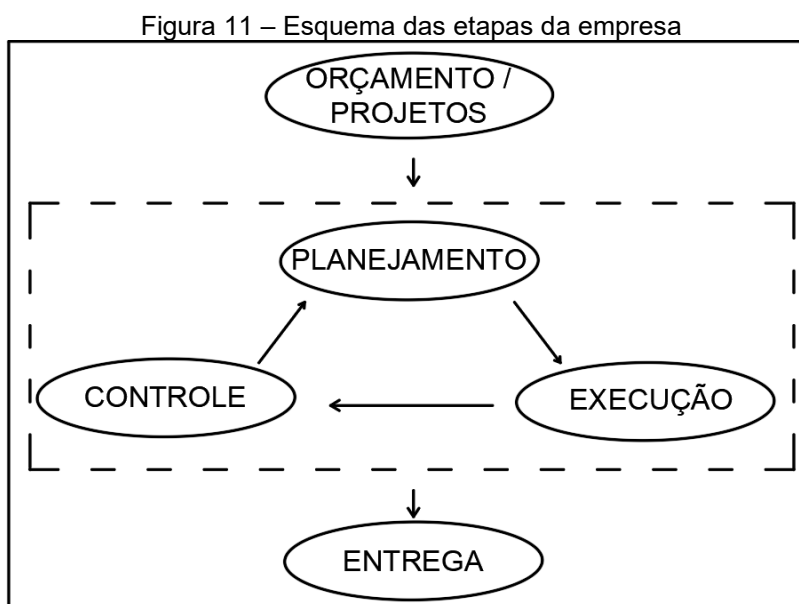 Figura 11 – Esquema das etapas da empresa
ORÇAMENTO /
PROJETOS
PLANEJAMENTO
CONTROLE
EXECUÇÃO
ENTREGA